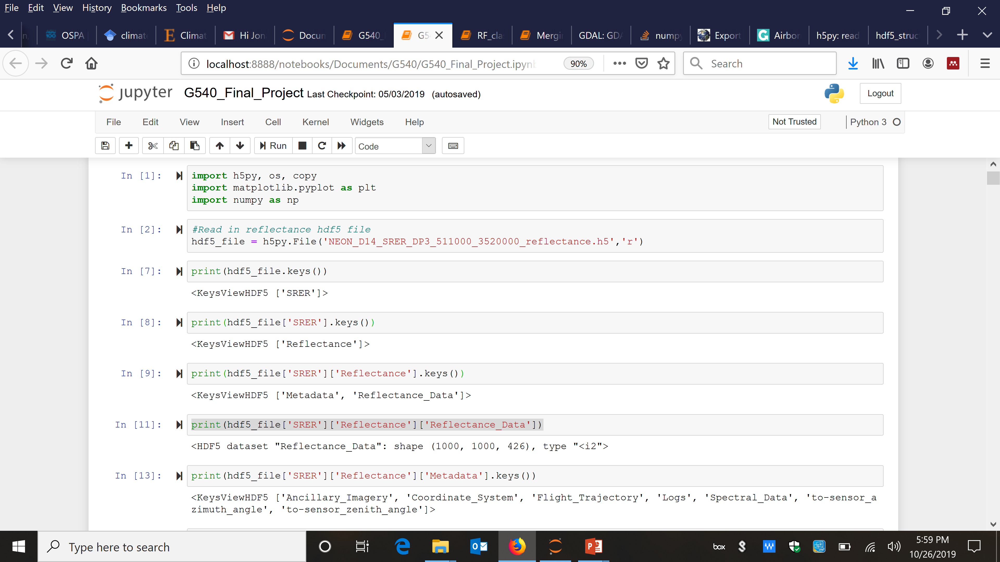 File Edit View History Bookmarks Tools Help
OSPA climat Climat Hi Jon Docum G540_ G5 RF_cla Mergin GDAL: GDA numpy Export Airbor h5py: read hdf5_struc
localhost:8888/notebooks/Documents/G540/G540_Final_Project.ipynb 90% Search
jupyter G540_Final_Project Last Checkpoint: 05/03/2019 (autosaved) Logout
File Edit View Insert Cell Kernel Widgets Help Not Trusted Python 3
Run Code
In [1]: import h5py, os, copy
import matplotlib.pyplot as plt
import numpy as np
In [2]: #Read in reflectance hdf5 file
hdf5_file = h5py.File('NEON_D14_SRER_DP3_511000_3520000_reflectance.h5','r')
In [7]: print(hdf5_file.keys())
<KeysViewHDF5 ['SRER']>
In [8]: print(hdf5_file['SRER'].keys())
<KeysViewHDF5 ['Reflectance']>
In [9]: print(hdf5_file['SRER']['Reflectance'].keys())
<KeysViewHDF5 ['Metadata', 'Reflectance_Data']>
In [11]: print(hdf5_file['SRER']['Reflectance']['Reflectance_Data'])
<HDF5 dataset "Reflectance_Data": shape (1000, 1000, 426), type "<i2">
In [13]: print(hdf5_file['SRER']['Reflectance']['Metadata'].keys())
<KeysViewHDF5 ['Ancillary_Imagery', 'Coordinate_System', 'Flight_Trajectory', 'Logs', 'Spectral_Data', 'to-sensor_a
zimuth_angle', 'to-sensor_zenith_angle']>
Type here to search box 5:59 PM
10/26/2019